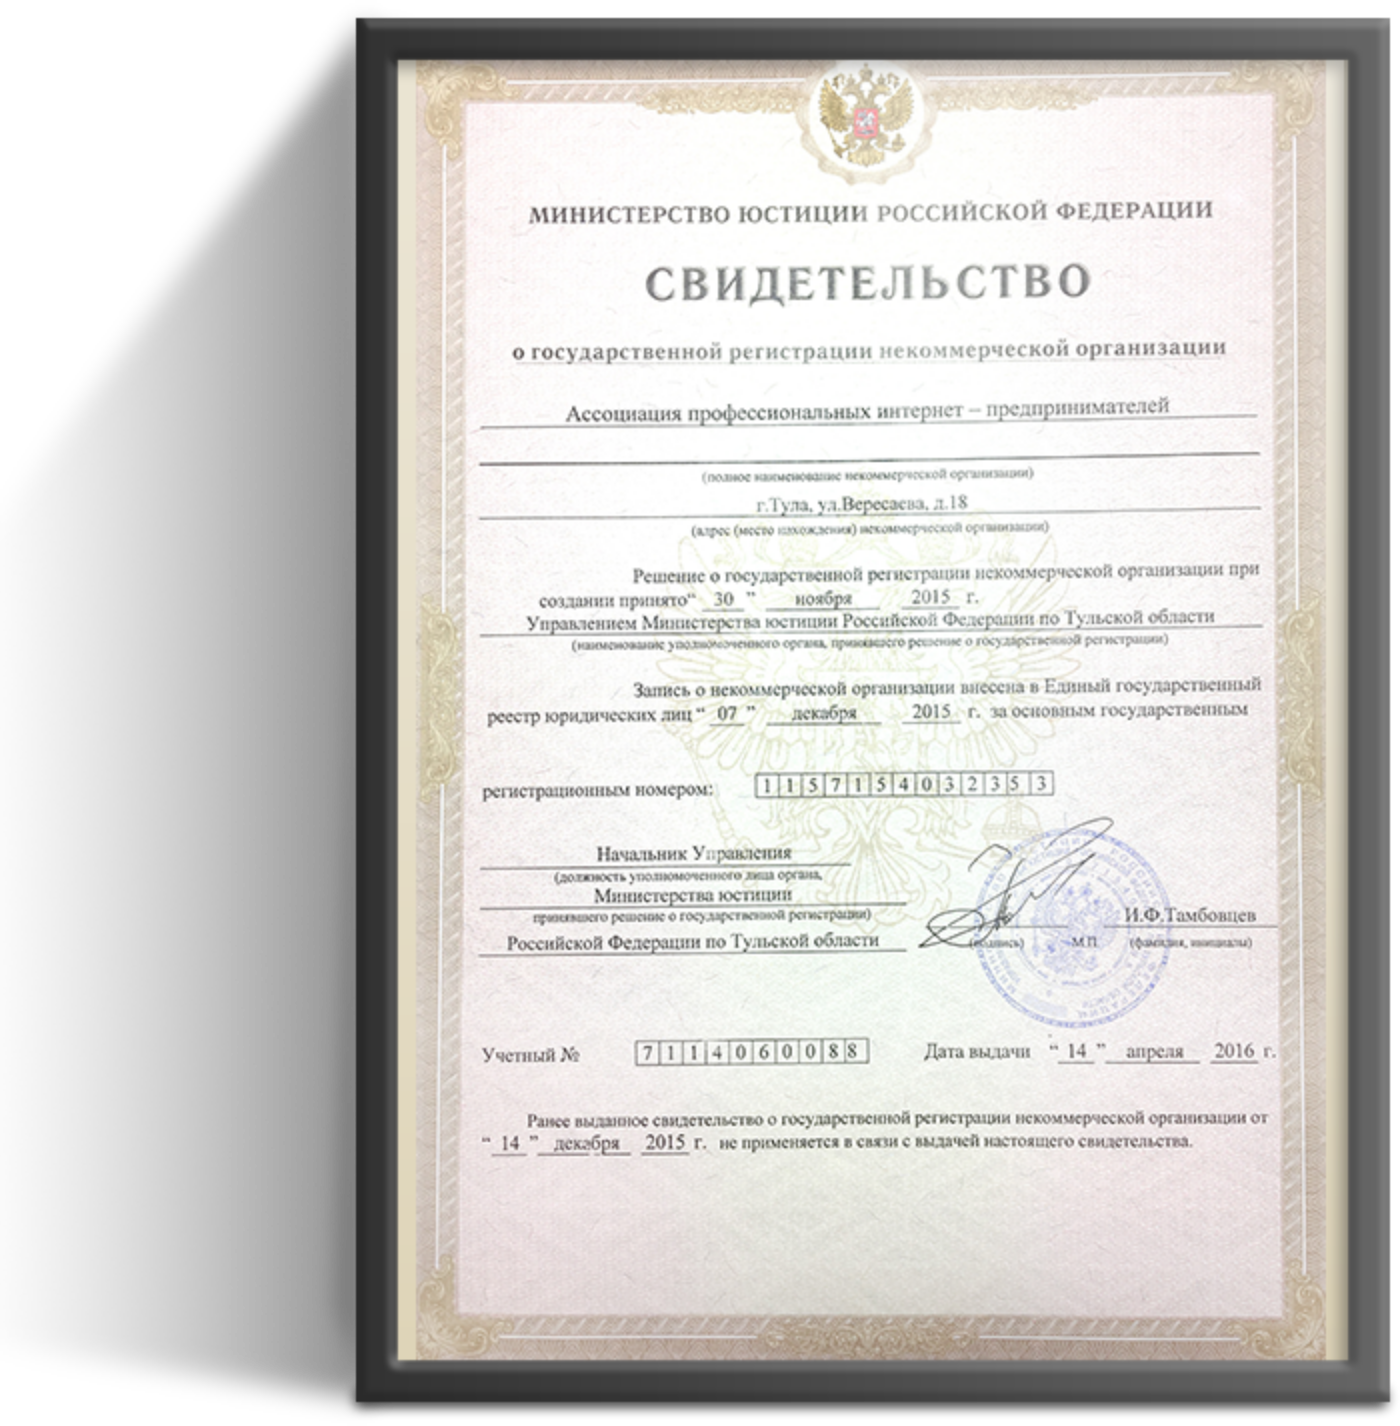 МИНИСТЕРСТВО ЮСТИЦИИ РОССИЙСКОЙ ФЕДЕРАЦИИ
СВИДЕТЕЛЬСТВО
о государственной регистрации некоммерческой организации
Ассоциация профессиональных интернет – предпринимателей
(полное наименование некоммерческой организации)
г.Тула, ул.Вересаева, д.18
(адрес (место нахождения) некоммерческой организации)
Решение о государственной регистрации некоммерческой организации при
создании принято “ 30 ” ноября 2015 г.
Управлением Министерства юстиции Российской Федерации по Тульской области
(наименование уполномоченного органа, принявшего решение о государственной регистрации)
Запись о некоммерческой организации внесена в Единый государственный
реестр юридических лиц “ 07 ” декабря 2015 г. за основным государственным
регистрационным номером: 1157154032353
Начальник Управления
(должность уполномоченного лица органа,
Министерства юстиции
принявшего решение о государственной регистрации)
И.Ф.Тамбовцев
Российской Федерации по Тульской области (подпись) М.П. (фамилия, инициалы)
Учетный № 7114060088 Дата выдачи “ 14 ” апреля 2016 г.
Ранее выданное свидетельство о государственной регистрации некоммерческой организации от
“ 14 ” декабря 2015 г. не применяется в связи с выдачей настоящего свидетельства.